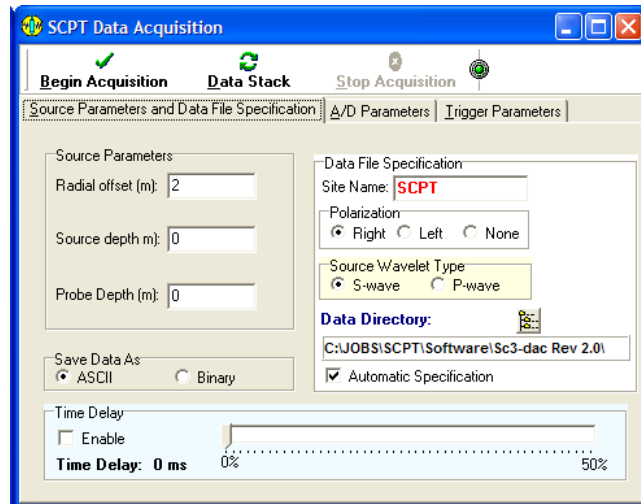 SCPT Data Acquisition
Begin Acquisition Data Stack Stop Acquisition
Source Parameters and Data File Specification A/D Parameters Trigger Parameters
Source Parameters
Radial offset (m): 2
Source depth m): 0
Probe Depth (m): 0
Save Data As
ASCII Binary
Data File Specification
Site Name: SCPT
Polarization
Right Left None
Source Wavelet Type
S-wave P-wave
Data Directory:
C:\JOBS\SCPT\Software\Sc3-dac Rev 2.0\
Automatic Specification
Time Delay
Enable
Time Delay: 0 ms 0% 50%